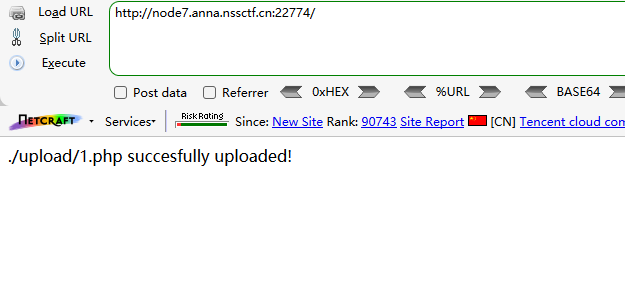 Load URL
http://node7.anna.nssctf.cn:22774/
Split URL
Execute
Post data Referrer 0xHEX %URL BASE64
NETCRAFT Services Risk Rating Since: New Site Rank: 90743 Site Report [CN] Tencent cloud com
./upload/1.php succesfully uploaded!